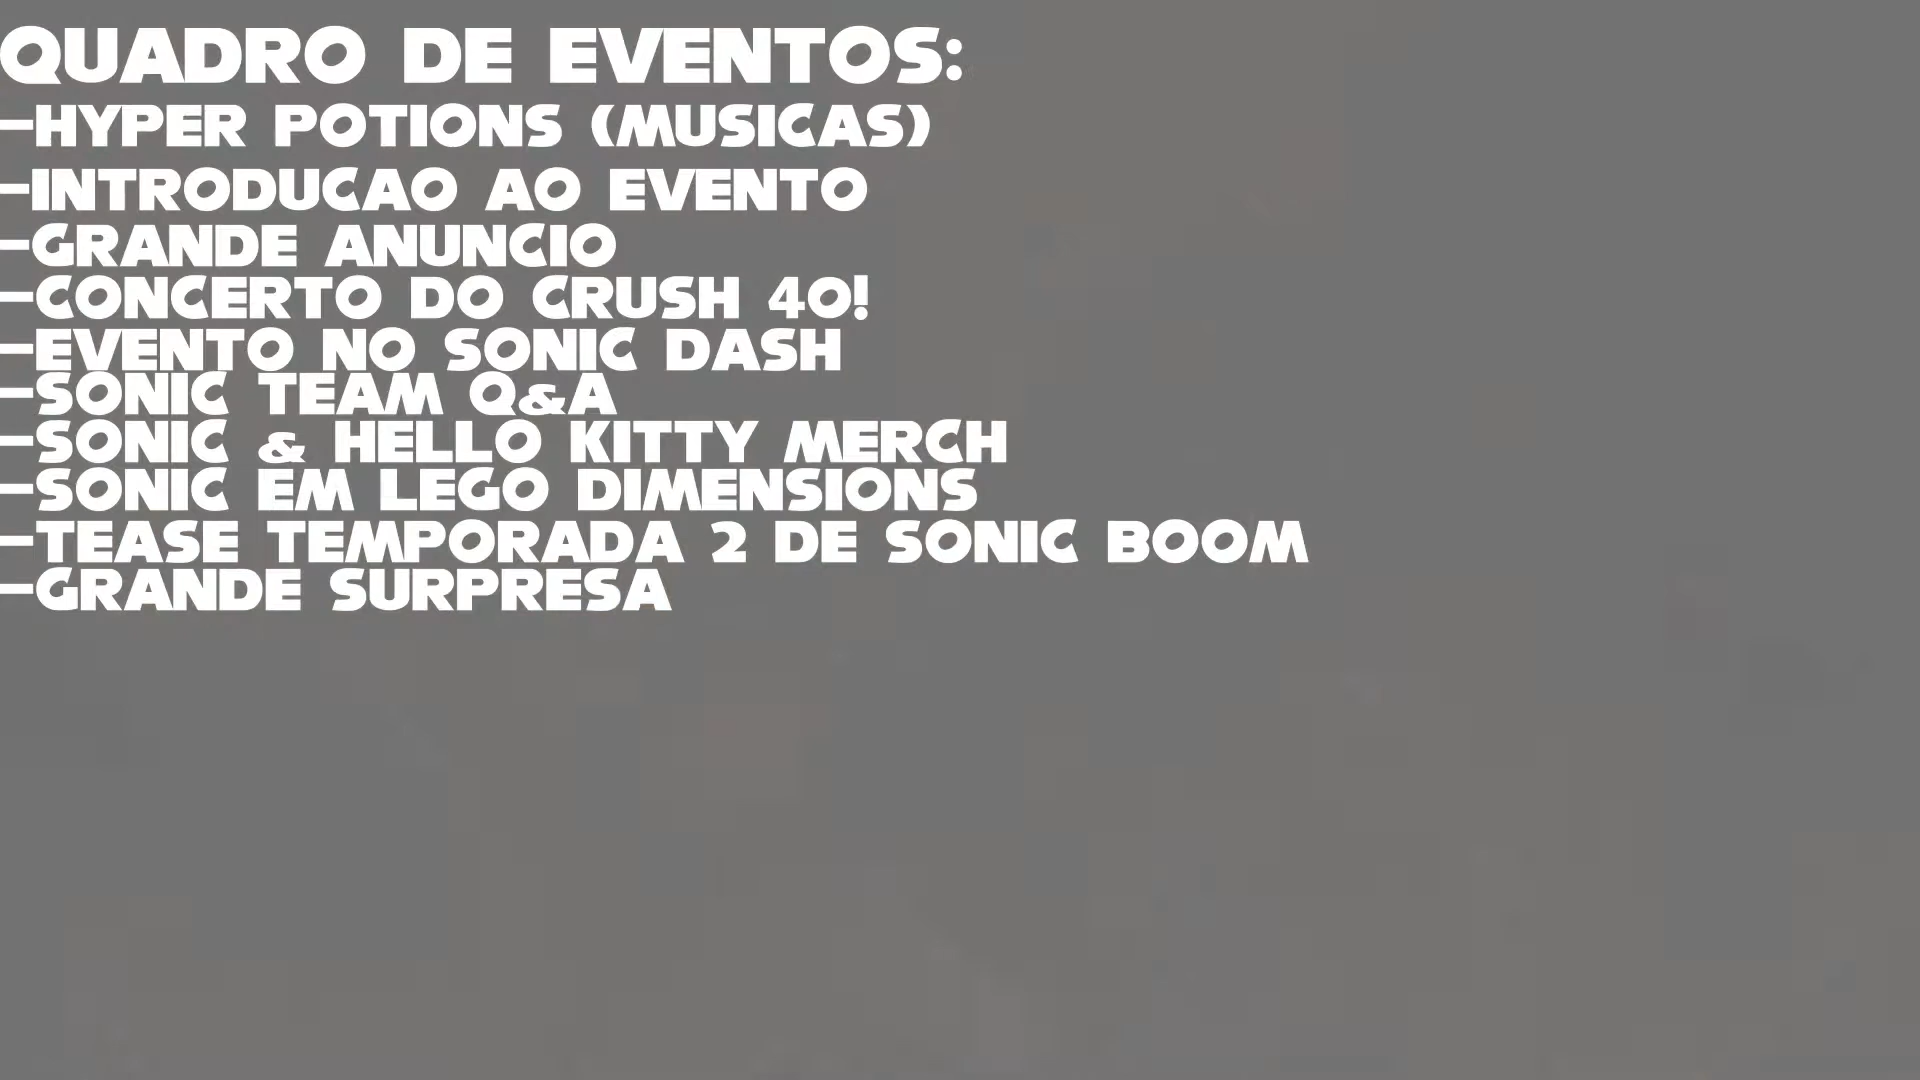 QUADRO DE EVENTOS:
-HYPER POTIONS (MUSICAS)
-INTRODUCAO AO EVENTO
-GRANDE ANUNCIO
-CONCERTO DO CRUSH 40!
-EVENTO NO SONIC DASH
-SONIC TEAM Q&A
-SONIC & HELLO KITTY MERCH
-SONIC EM LEGO DIMENSIONS
-TEASE TEMPORADA 2 DE SONIC BOOM
-GRANDE SURPRESA